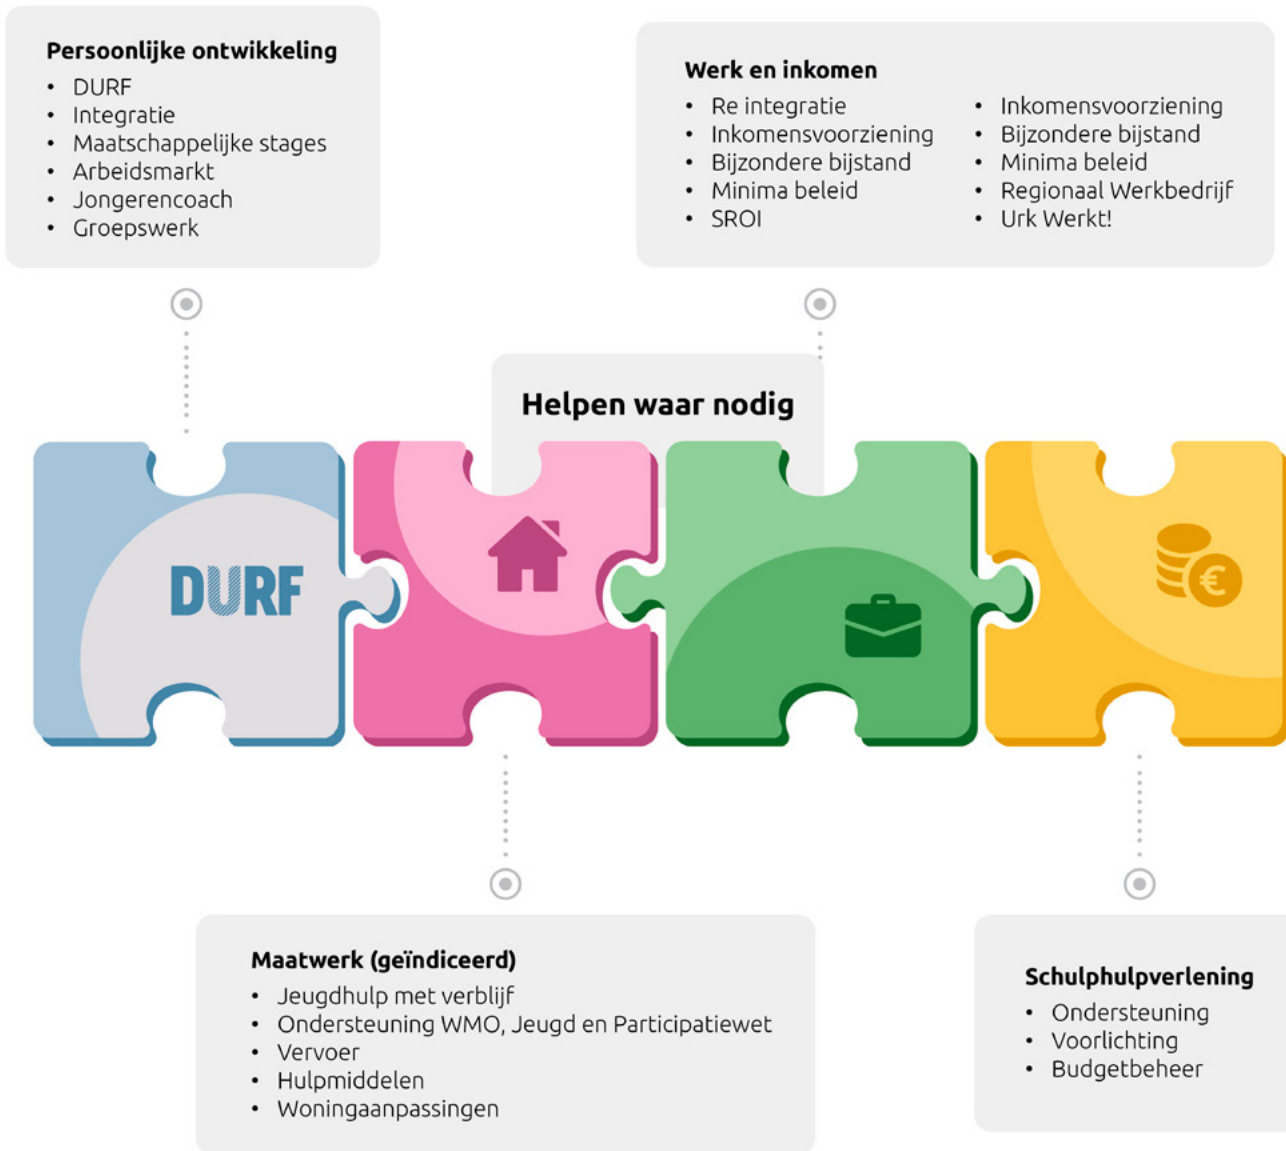 Persoonlijke ontwikkeling
• DURF
• Integratie
• Maatschappelijke stages
• Arbeidsmarkt
• Jongerencoach
• Groepswerk
Werk en inkomen
• Re integratie
• Inkomensvoorziening
• Bijzondere bijstand
• Minima beleid
• SROI
• Inkomensvoorziening
• Bijzondere bijstand
• Minima beleid
• Regionaal Werkbedrijf
• Urk Werkt!
Helpen waar nodig
DURF
€
Maatwerk (geïndiceerd)
• Jeugdhulp met verblijf
• Ondersteuning WMO, Jeugd en Participatiewet
• Vervoer
• Hulpmiddelen
• Woningaanpassingen
Schulphulpverlening
• Ondersteuning
• Voorlichting
• Budgetbeheer